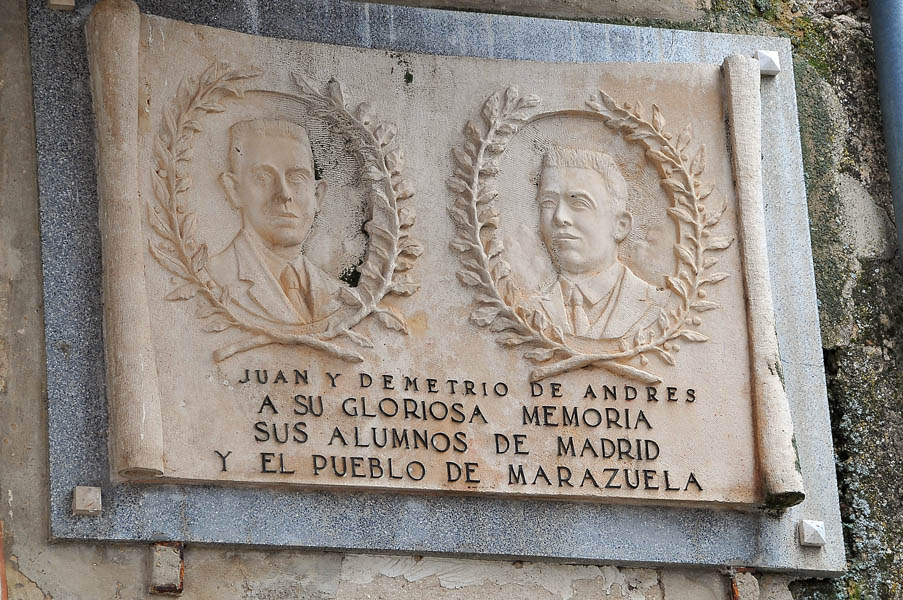 JUAN Y DEMETRIO DE ANDRES
A SU GLORIOSA MEMORIA
SUS ALUMNOS DE MADRID
Y EL PUEBLO DE MARAZUELA